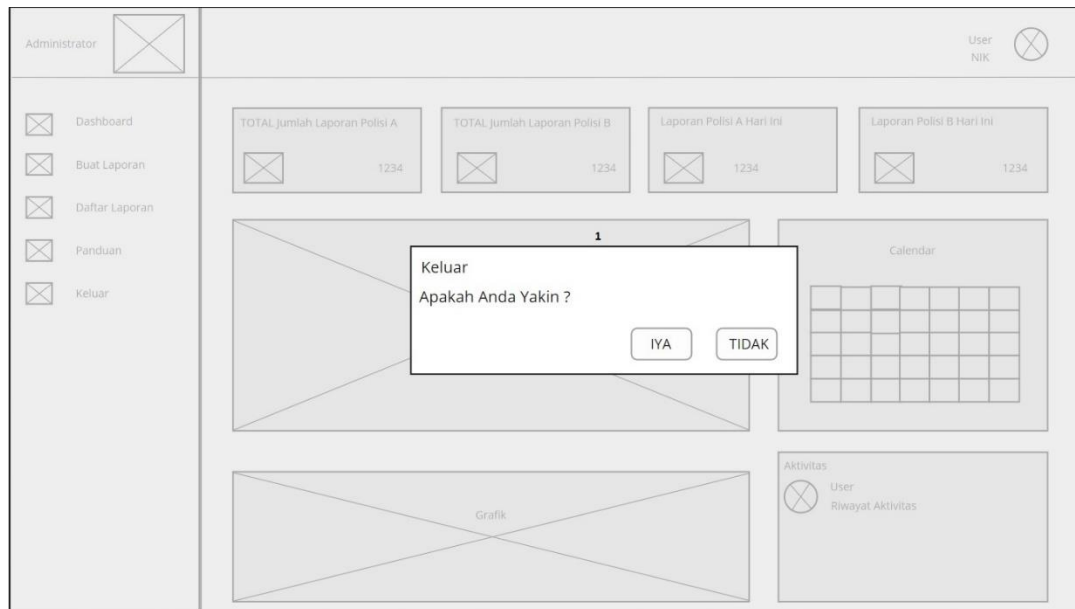 Administrator
User
NIK
Dashboard
Buat Laporan
Daftar Laporan
Panduan
Keluar
TOTAL Jumlah Laporan Polisi A
1234
TOTAL Jumlah Laporan Polisi B
1234
Laporan Polisi A Hari Ini
1234
Laporan Polisi B Hari Ini
1234
1
Keluar
Apakah Anda Yakin ?
IYA
TIDAK
Calendar
Grafik
Aktivitas
User
Riwayat Aktivitas